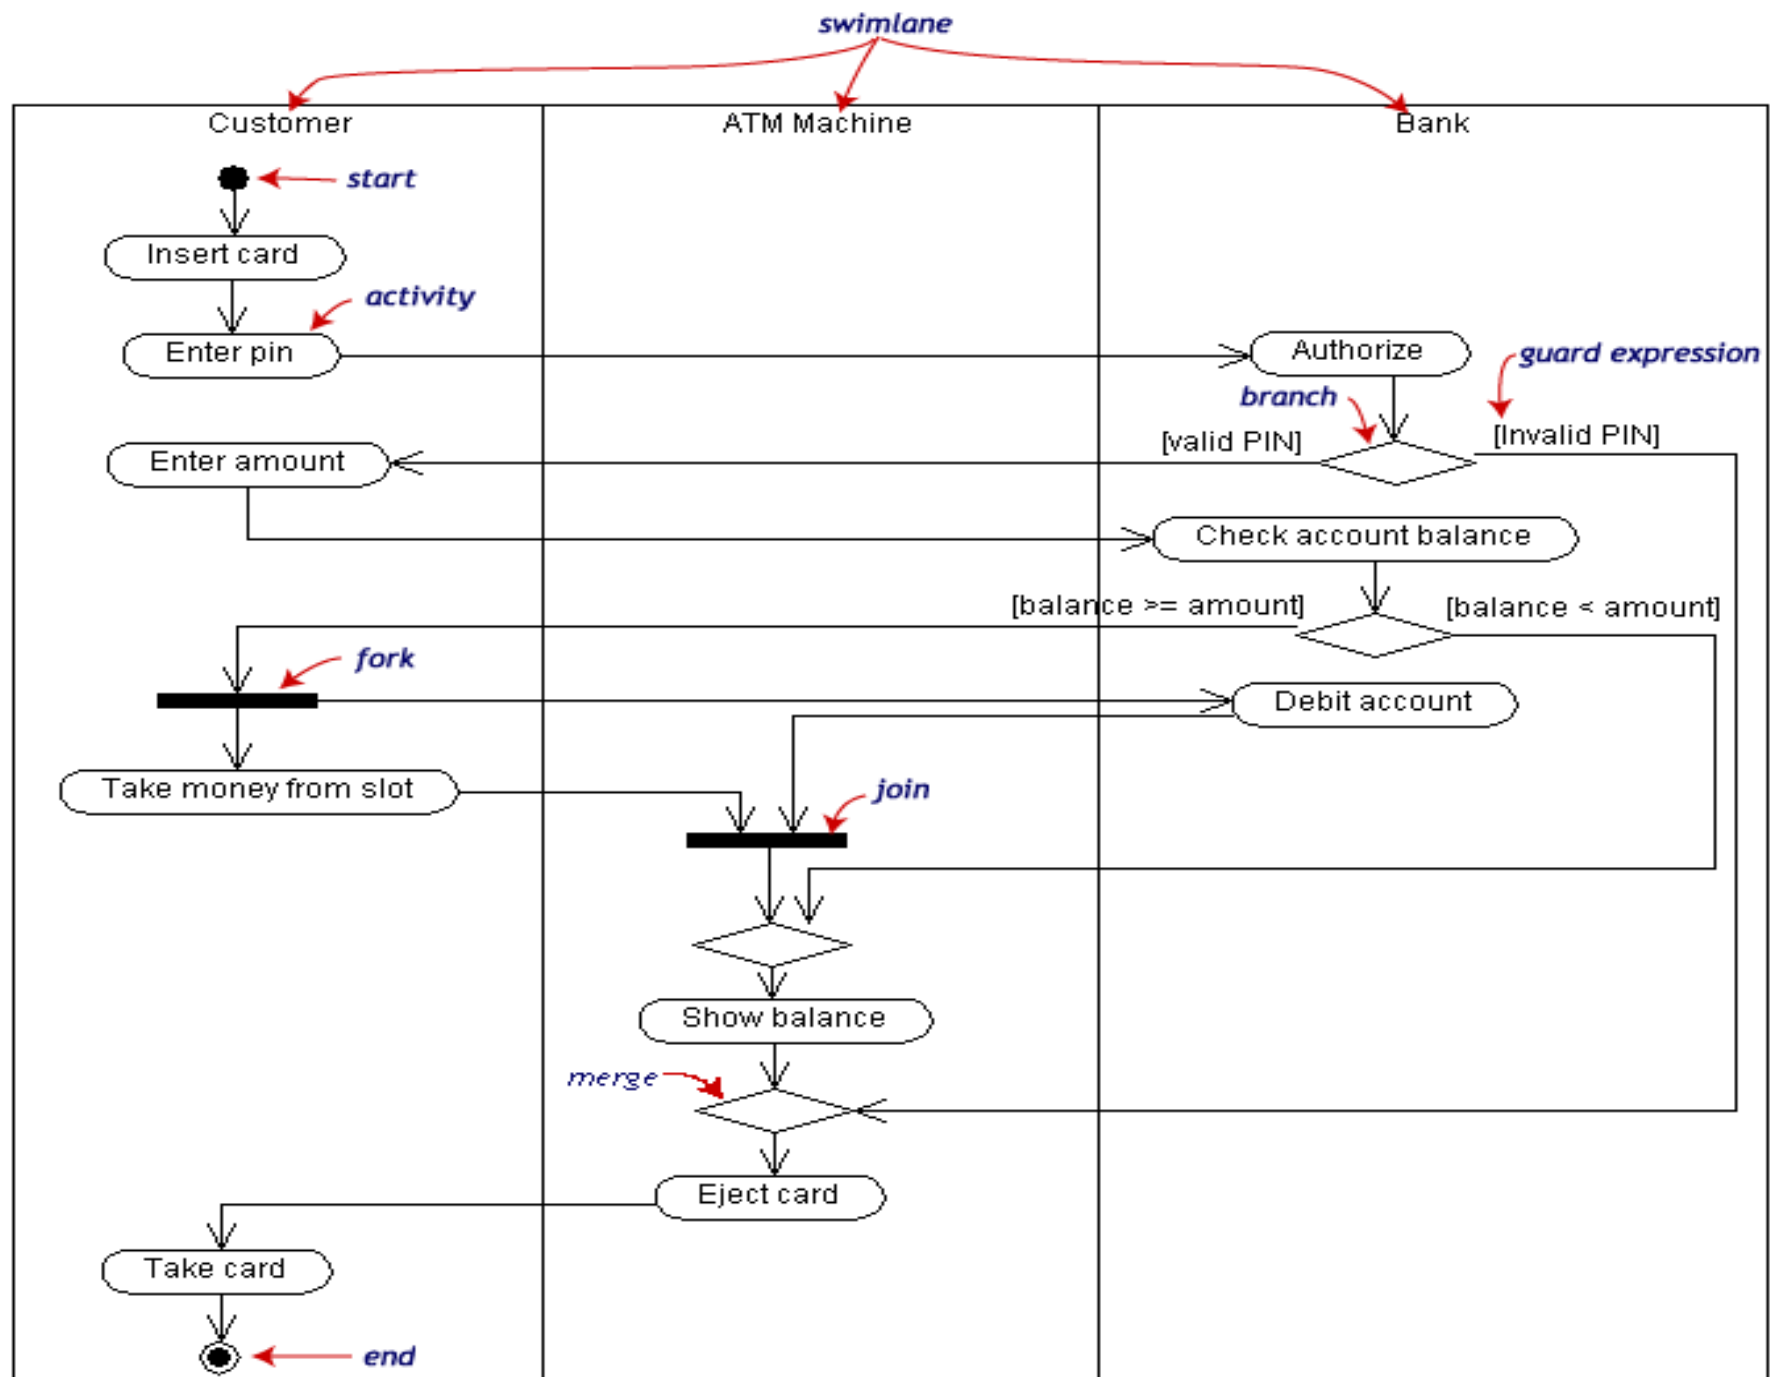 swimlane
Customer
ATM Machine
Bank
start
Insert card
activity
Enter pin
Authorize
guard expression
branch
[valid PIN]
[Invalid PIN]
Enter amount
Check account balance
[balance >= amount]
[balance < amount]
fork
Debit account
Take money from slot
join
Show balance
merge
Eject card
Take card
end